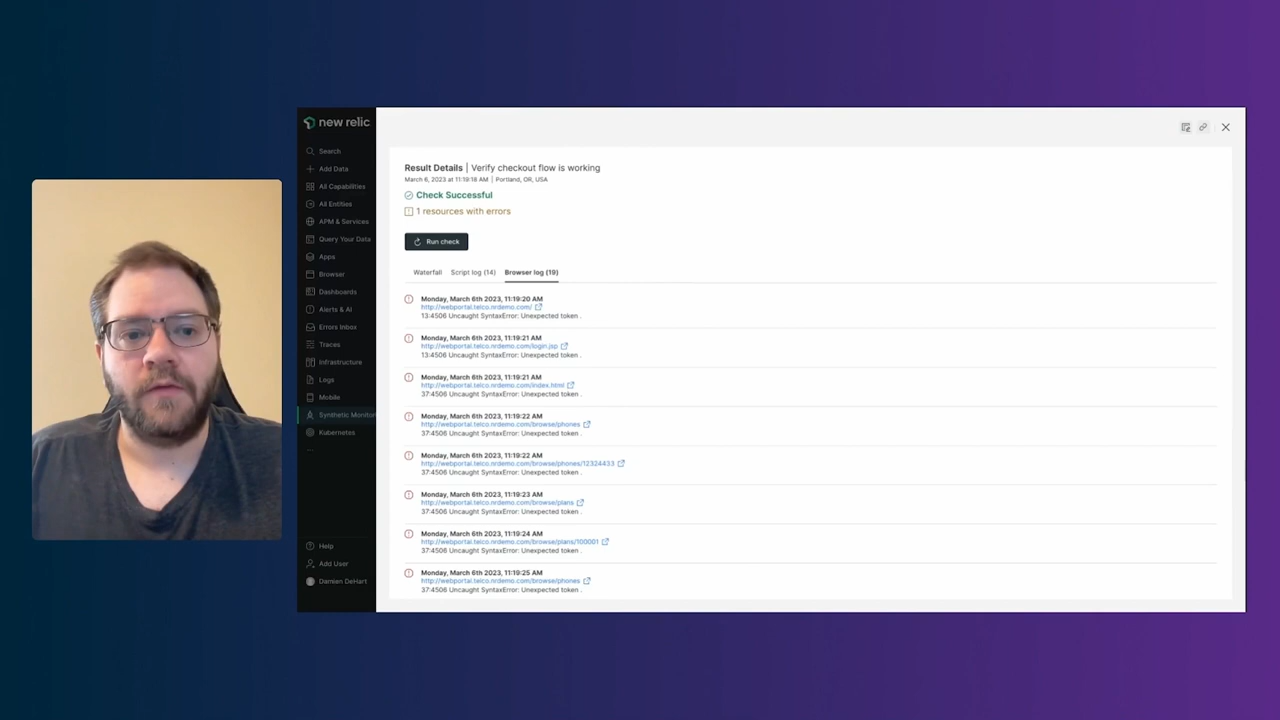 new relic
Search
Add Data
All Capabilities
All Entities
APM & Services
Query Your Data
Apps
Browser
Dashboards
Alerts & AI
Errors Inbox
Traces
Infrastructure
Logs
Mobile
Synthetic Monitor
Kubernetes
...
Help
Add User
Damien DeHart
Result Details | Verify checkout flow is working
March 6, 2023 at 11:19:18 AM | Portland, OR, USA
Check Successful
1 resources with errors
Run check
Waterfall Script log (14) Browser log (19)
Monday, March 6th 2023, 11:19:20 AM
http://webportal.telco.nrdemo.com/
13:4506 Uncaught SyntaxError: Unexpected token .
Monday, March 6th 2023, 11:19:21 AM
http://webportal.telco.nrdemo.com/login.jsp
13:4506 Uncaught SyntaxError: Unexpected token .
Monday, March 6th 2023, 11:19:21 AM
http://webportal.telco.nrdemo.com/index.html
37:4506 Uncaught SyntaxError: Unexpected token .
Monday, March 6th 2023, 11:19:22 AM
http://webportal.telco.nrdemo.com/browse/phones
37:4506 Uncaught SyntaxError: Unexpected token .
Monday, March 6th 2023, 11:19:22 AM
http://webportal.telco.nrdemo.com/browse/phones/12324433
37:4506 Uncaught SyntaxError: Unexpected token .
Monday, March 6th 2023, 11:19:23 AM
http://webportal.telco.nrdemo.com/browse/plans
37:4506 Uncaught SyntaxError: Unexpected token .
Monday, March 6th 2023, 11:19:24 AM
http://webportal.telco.nrdemo.com/browse/plans/100001
37:4506 Uncaught SyntaxError: Unexpected token .
Monday, March 6th 2023, 11:19:25 AM
http://webportal.telco.nrdemo.com/browse/phones
37:4506 Uncaught SyntaxError: Unexpected token .